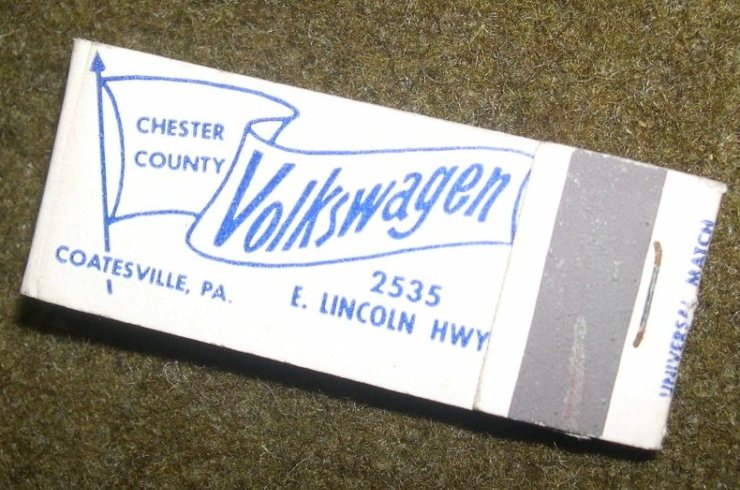 CHESTER
COUNTY
Volkswagen
COATESVILLE, PA.
2535
E. LINCOLN HWY
UNIVERSAL MATCH